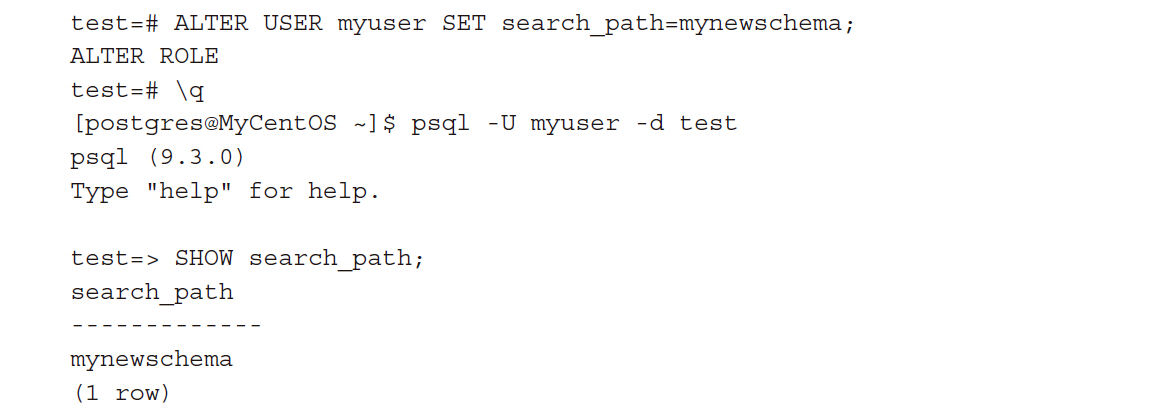 test=# ALTER USER myuser SET search_path=mynewschema;
ALTER ROLE
test=# \q
[postgres@MyCentOS ~]$ psql -U myuser -d test
psql (9.3.0)
Type "help" for help.
test=> SHOW search_path;
search_path
-------------
mynewschema
(1 row)